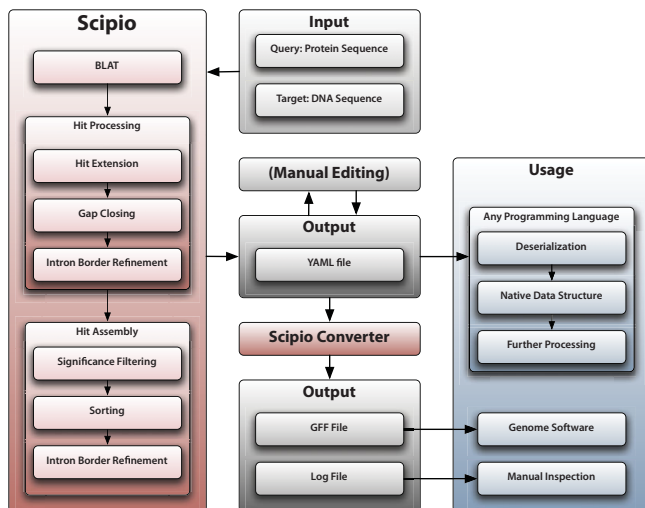 Scipio
BLAT
Hit Processing
Hit Extension
Gap Closing
Intron Border Refinement
Hit Assembly
Significance Filtering
Sorting
Intron Border Refinement
Input
Query: Protein Sequence
Target: DNA Sequence
(Manual Editing)
Output
YAML file
Scipio Converter
Output
GFF File
Log File
Usage
Any Programming Language
Deserialization
Native Data Structure
Further Processing
Genome Software
Manual Inspection